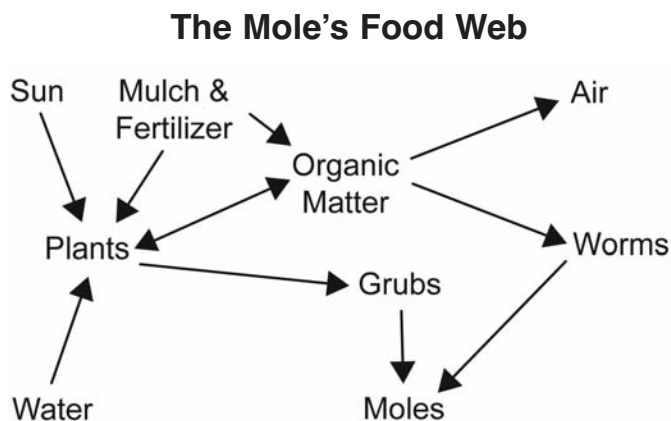 The Mole's Food Web
Sun
Mulch &
Fertilizer
Air
Organic
Matter
Plants
Worms
Grubs
Water
Moles